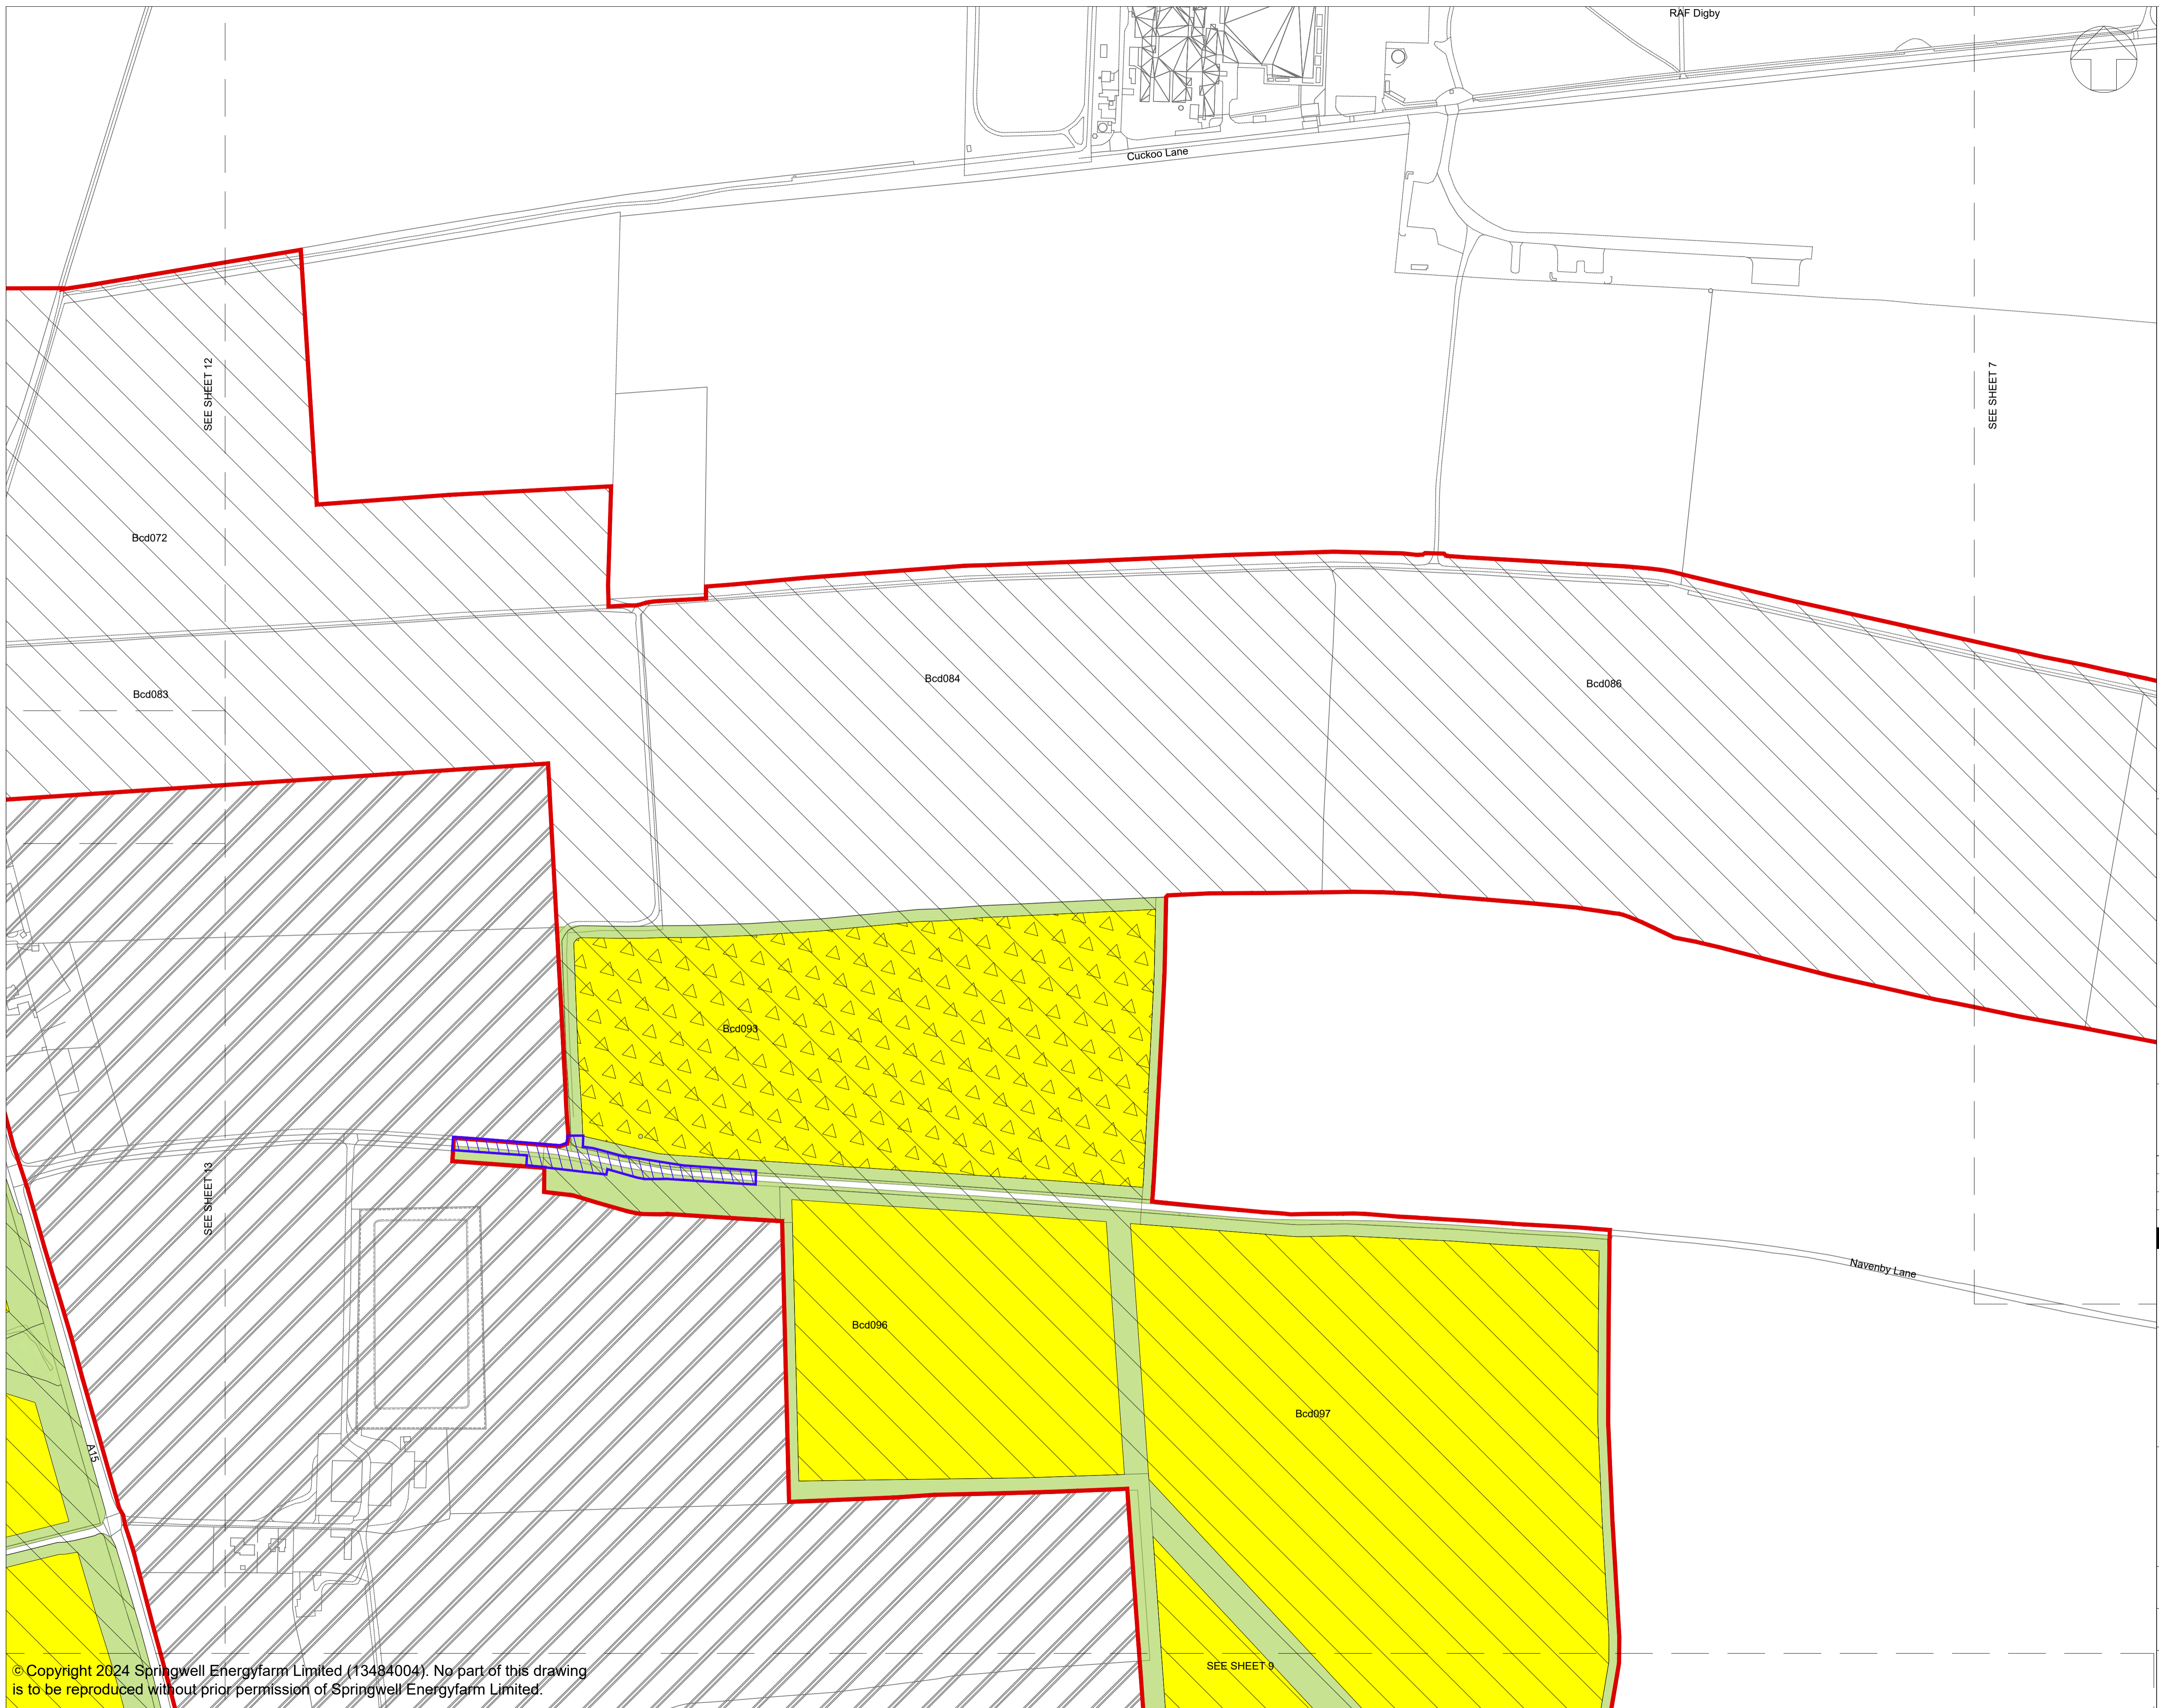 RAF Digby
Cuckoo Lane
SEE SHEET 12
SEE SHEET 7
Bcd072
Bcd083
Bcd084
Bcd086
Bcd093
SEE SHEET 13
Navenby Lane
Bcd096
Bcd097
A15
SEE SHEET 9
© Copyright 2024 Springwell Energyfarm Limited (13484004). No part of this drawing
is to be reproduced without prior permission of Springwell Energyfarm Limited.